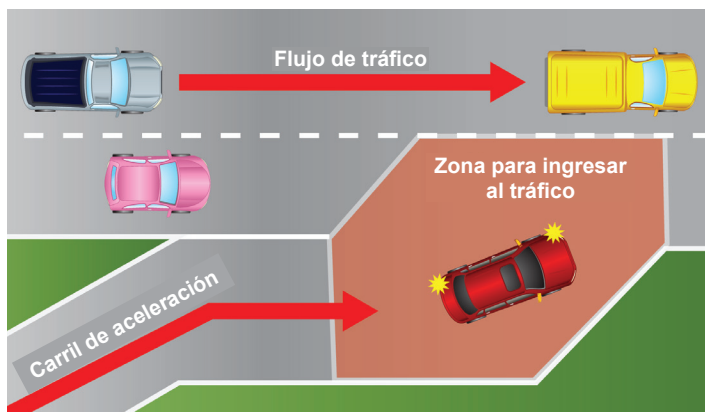 Flujo de tráfico
Zona para ingresar
al tráfico
Carril de aceleración